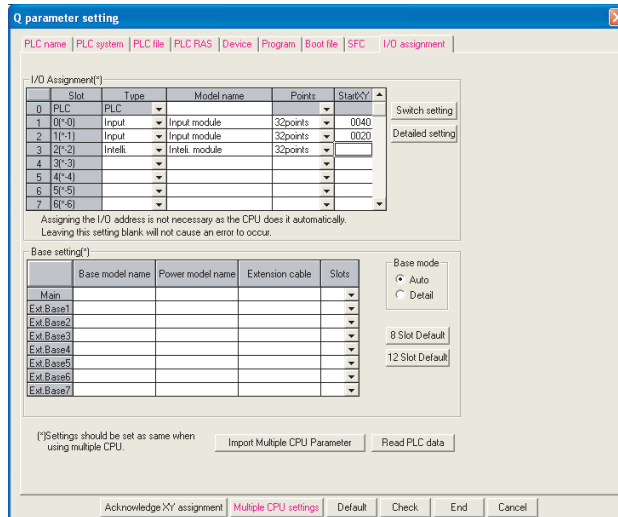 Q parameter setting
PLC name PLC system PLC file PLC RAS Device Program Boot file SFC I/O assignment
I/O Assignment(*)
Slot Type Model name Points StartXY
0 PLC PLC
1 0(*-0) Input Input module 32points 0040
2 1(*-1) Input Input module 32points 0020
3 2(*-2) Intelli. Inteli. module 32points
4 3(*-3)
5 4(*-4)
6 5(*-5)
7 6(*-6)
Switch setting
Detailed setting
Assigning the I/O address is not necessary as the CPU does it automatically.
Leaving this setting blank will not cause an error to occur.
Base setting(*)
Base model name Power model name Extension cable Slots
Main
Ext.Base1
Ext.Base2
Ext.Base3
Ext.Base4
Ext.Base5
Ext.Base6
Ext.Base7
Base mode
Auto
Detail
8 Slot Default
12 Slot Default
(*)Settings should be set as same when
using multiple CPU.
Import Multiple CPU Parameter Read PLC data
Acknowledge XY assignment Multiple CPU settings Default Check End Cancel